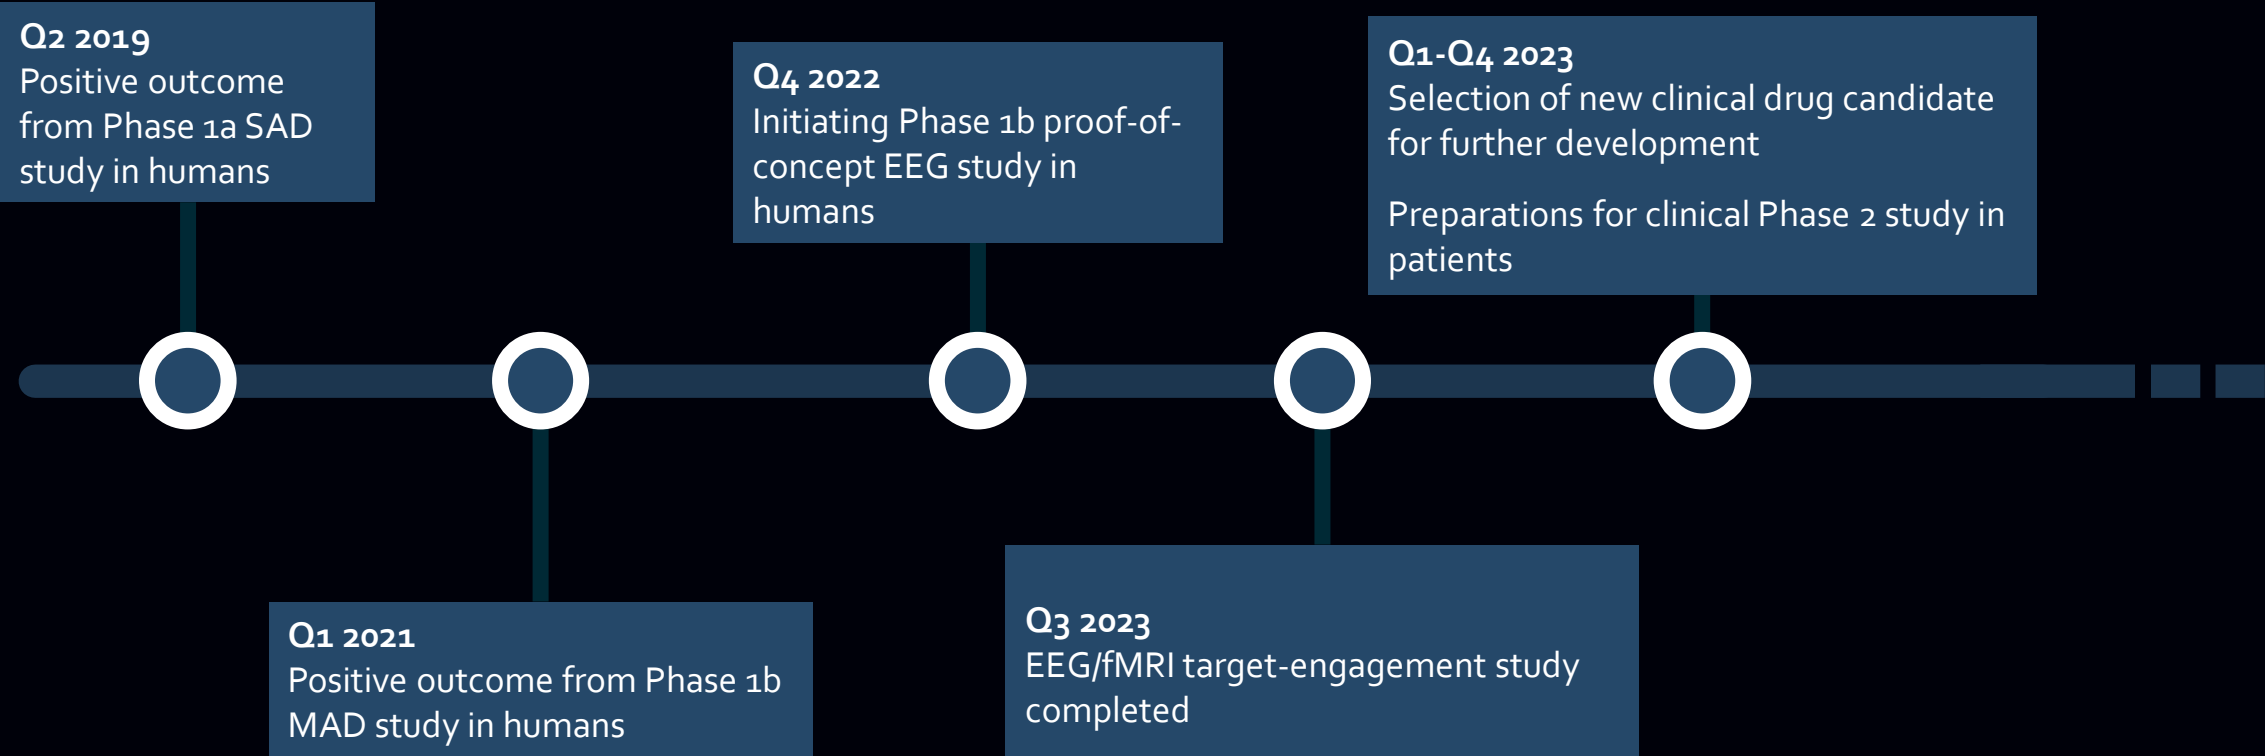 Q2 2019
Positive outcome
from Phase 1a SAD
study in humans
Q1 2021
Positive outcome from Phase 1b
MAD study in humans
Q4 2022
Initiating Phase 1b proof-of-
concept EEG study in
humans
Q3 2023
EEG/fMRI target-engagement study
completed
Q1-Q4 2023
Selection of new clinical drug candidate
for further development
Preparations for clinical Phase 2 study in
patients